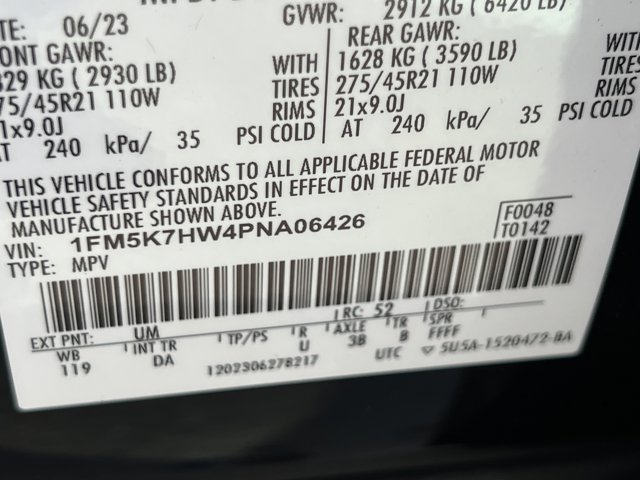 TE: 06/23
GVWR: 2912 KG ( 6420 LB)
ONT GAWR:
329 KG ( 2930 LB)
WITH
75/45R21 110W
TIRES
1x9.0J
RIMS
AT 240 kPa/ 35 PSI COLD
REAR GAWR:
1628 KG ( 3590 LB)
WITH
275/45R21 110W
TIRES
21x9.0J
RIMS
AT 240 kPa/ 35 PSI COLD
THIS VEHICLE CONFORMS TO ALL APPLICABLE FEDERAL MOTOR
VEHICLE SAFETY STANDARDS IN EFFECT ON THE DATE OF
MANUFACTURE SHOWN ABOVE.
VIN: 1FM5K7HW4PNA06426
F0048
TYPE: MPV
T0142
EXT PNT: UM RC: 52 DSO:
WB INT TR TP/PS R AXLE TR SPR
119 DA U 3B B FFFF
1202306278217 UTC ▽ 5U5A-1520472-BA